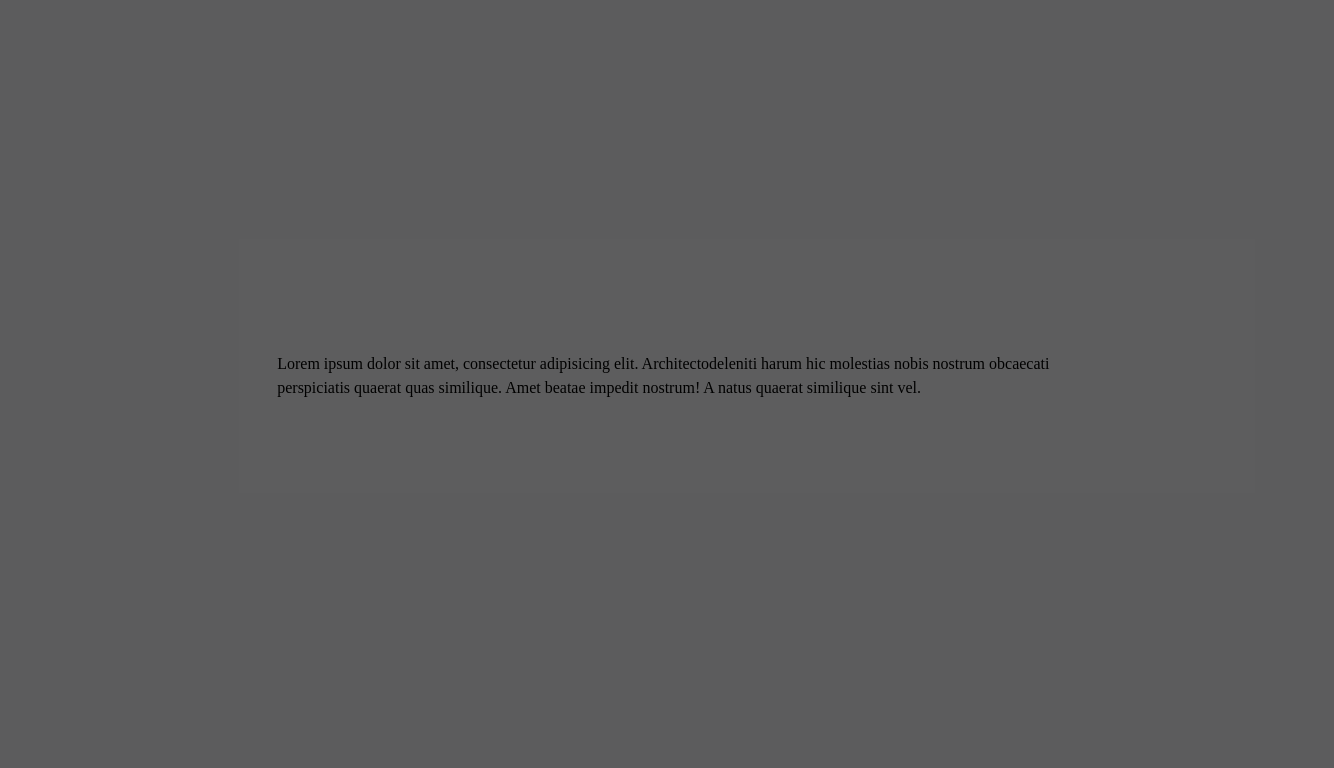 Lorem ipsum dolor sit amet, consectetur adipisicing elit. Architectodeleniti harum hic molestias nobis nostrum obcaecati
perspiciatis quaerat quas similique. Amet beatae impedit nostrum! A natus quaerat similique sint vel.